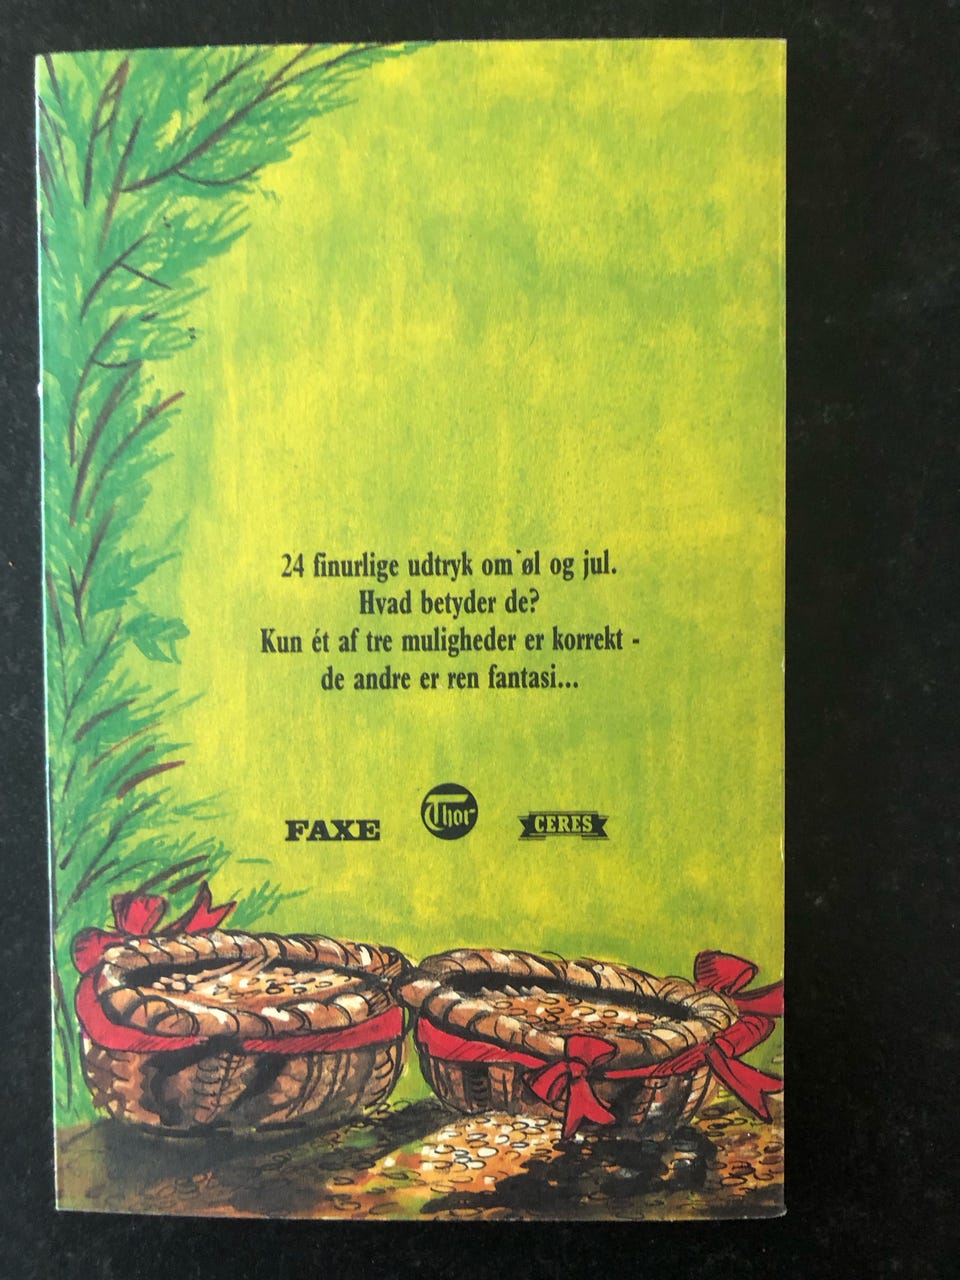 24 finurlige udtryk om øl og jul.
Hvad betyder de?
Kun ét af tre muligheder er korrekt -
de andre er ren fantasi...
FAXE
Thor
CERES